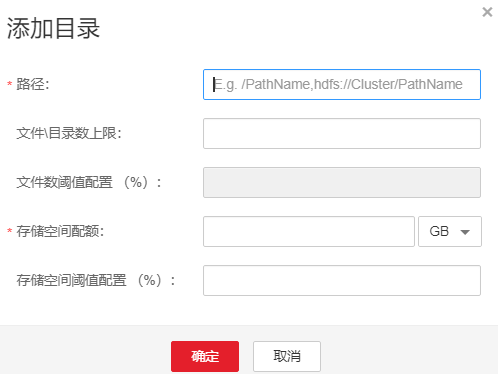 添加目录
* 路径：
E.g. /PathName,hdfs://Cluster/PathName
文件\目录数上限：
文件数阈值配置 （%）：
* 存储空间配额：
GB
存储空间阈值配置 （%）：
确定
取消